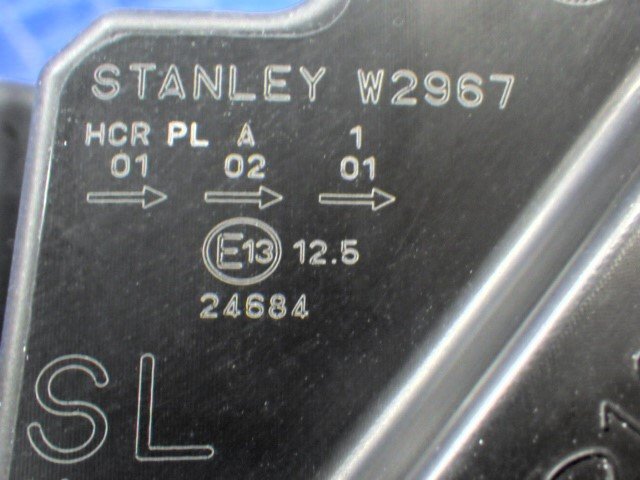 STANLEY W2967
HCR PL A 1
01 02 01
→ → →
E13 12.5
24684
SL